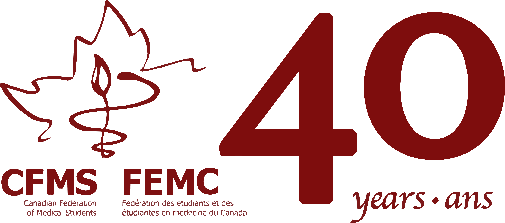 CFMS FEMC
Canadian Federation
of Medical Students
Fédération des étudiants et des
étudiantes en médecine du Canada
40
years • ans